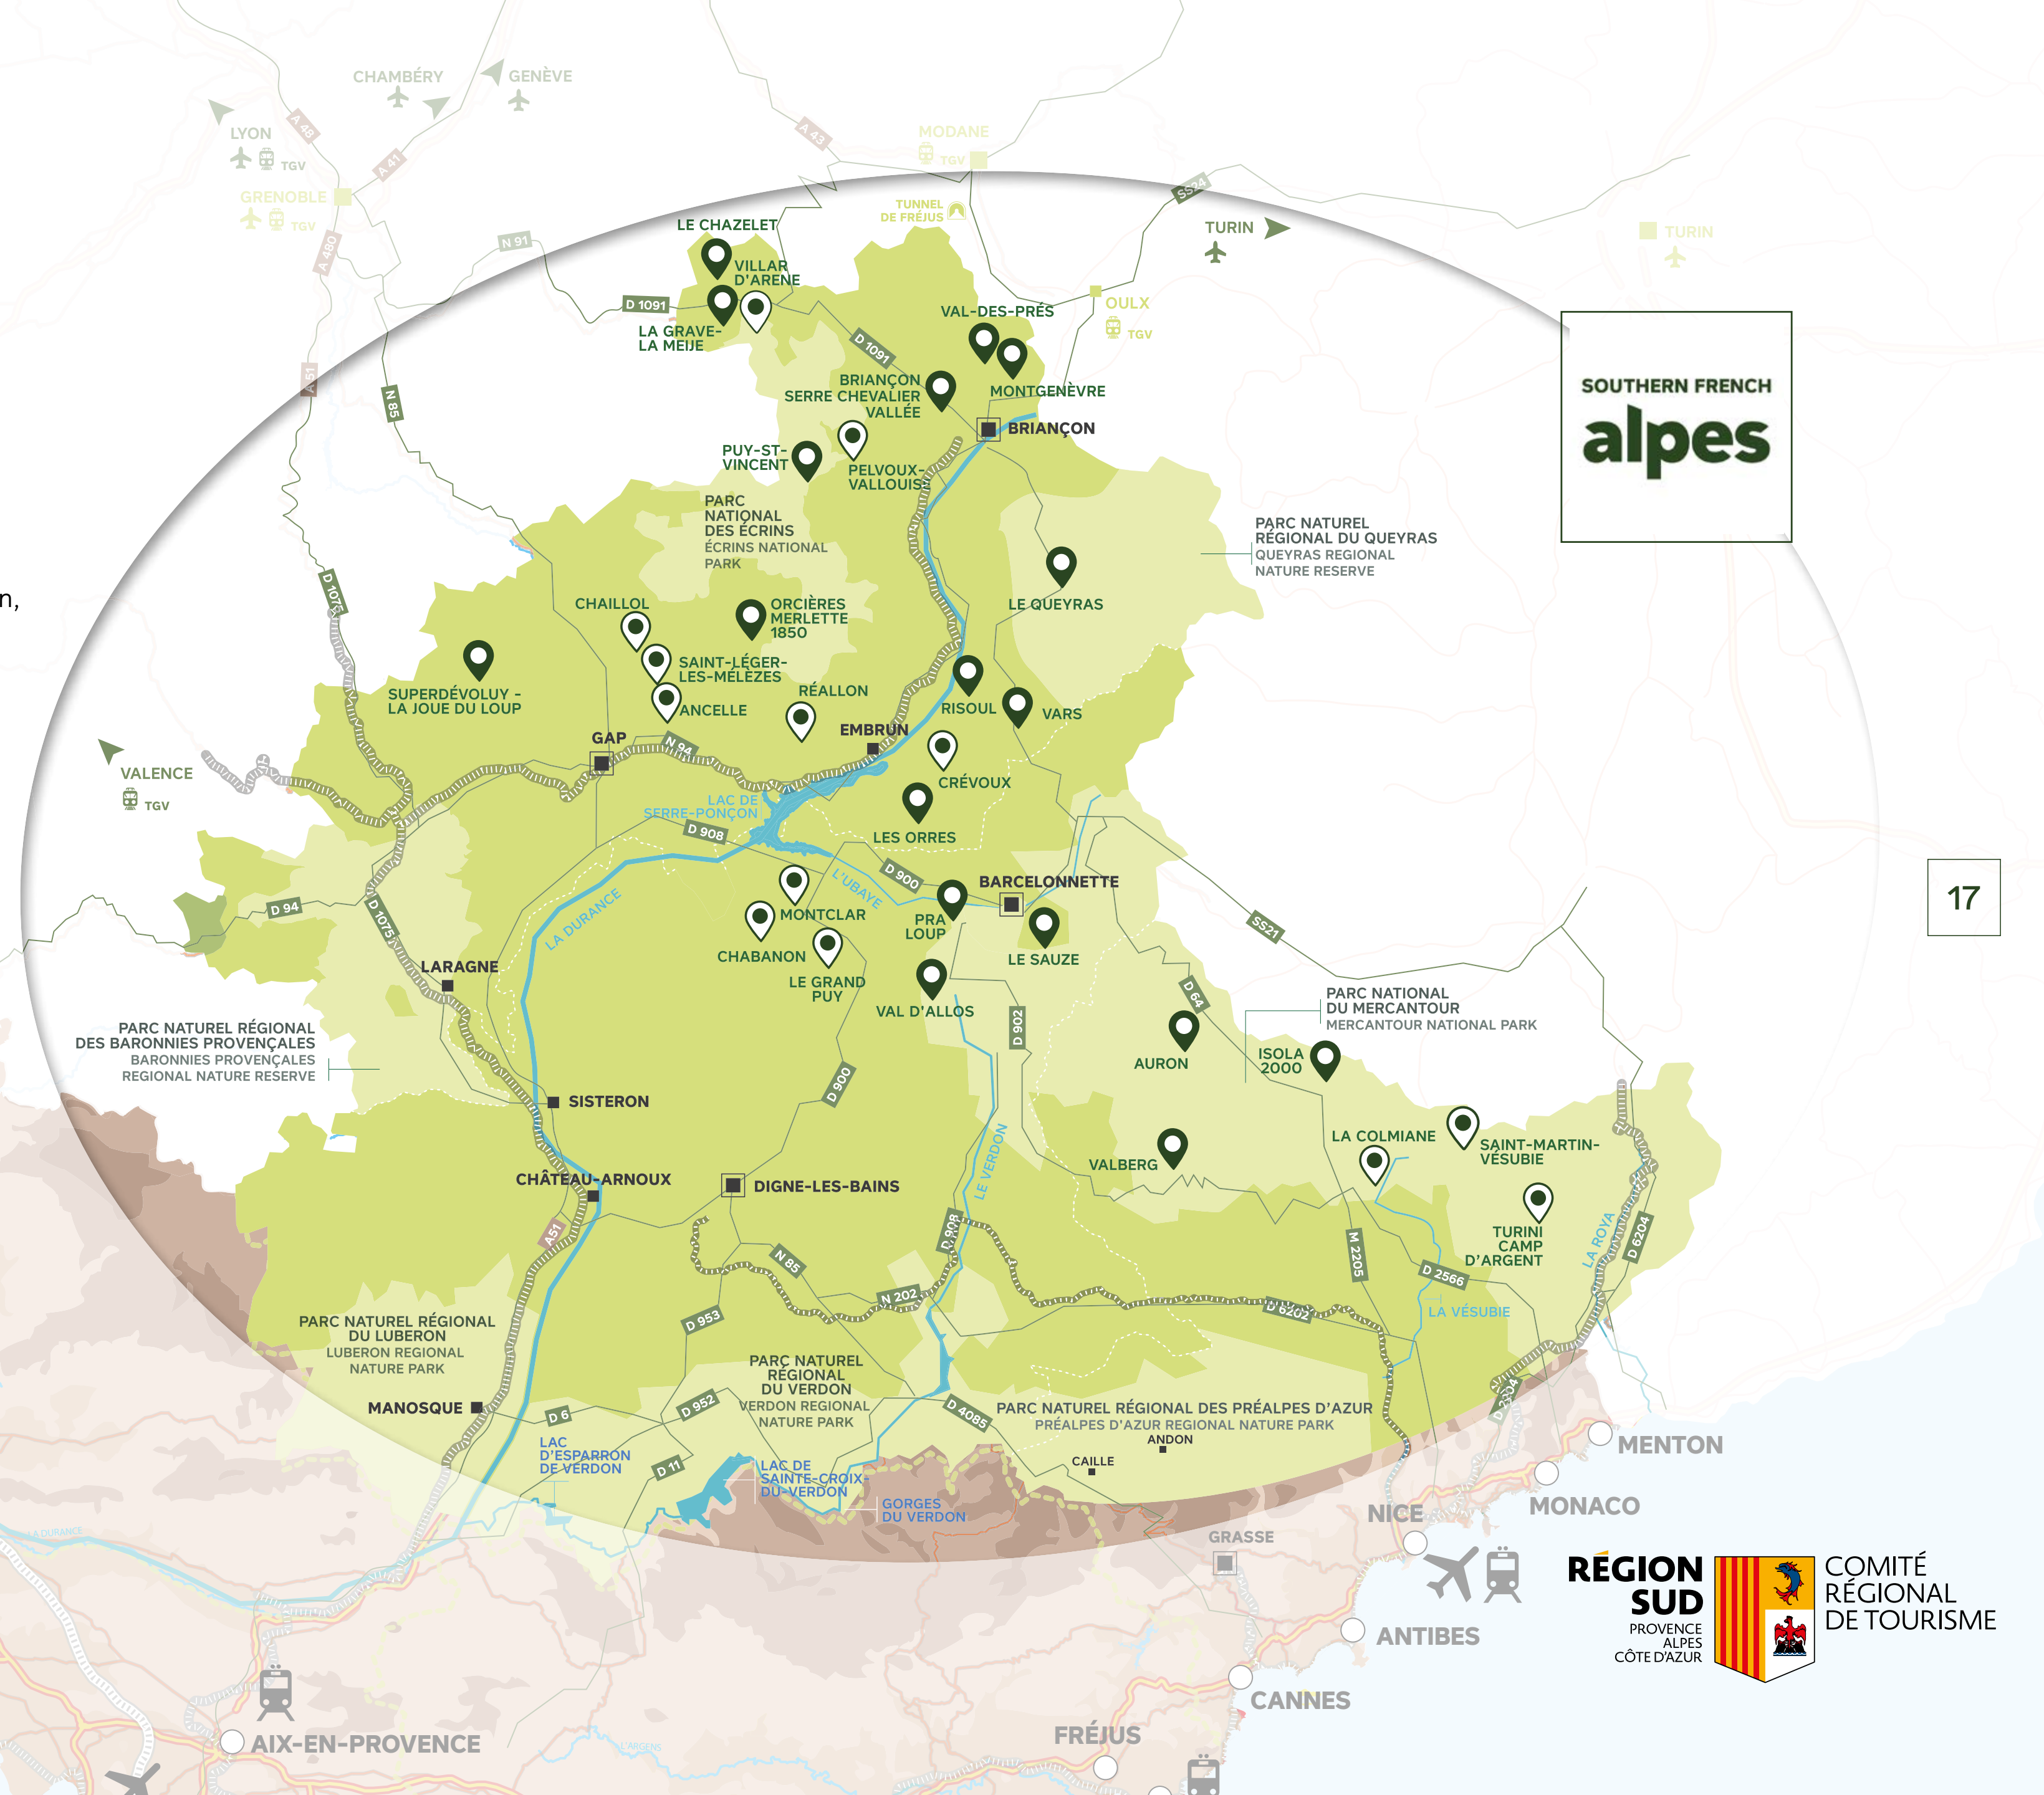 CHAMBÉRY
GENÈVE
LYON
TGV
A 48
A 41
A 43
MODANE
TGV
GRENOBLE
TGV
A 480
N 91
TUNNEL
DE FRÉJUS
SS24
TURIN
TURIN
LE CHAZELET
VILLAR
D'ARENE
D 1091
LA GRAVE-
LA MEIJE
D 1091
VAL-DES-PRÉS
OULX
TGV
MONTGENÈVRE
BRIANÇON
SERRE CHEVALIER
VALLÉE
BRIANÇON
A 51
N 85
SOUTHERN FRENCH
alpes
PUY-ST-
VINCENT
PELVOUX-
VALLOUISE
PARC
NATIONAL
DES ÉCRINS
ÉCRINS NATIONAL
PARK
PARC NATUREL
RÉGIONAL DU QUEYRAS
QUEYRAS REGIONAL
NATURE RESERVE
n,
D 1075
CHAILLOL
ORCIÈRES
MERLETTE
1850
LE QUEYRAS
SAINT-LÉGER-
LES-MÉLÈZES
SUPERDÉVOLUY -
LA JOUE DU LOUP
ANCELLE
RÉALLON
RISOUL
VARS
GAP
N 94
EMBRUN
CRÉVOUX
VALENCE
TGV
LAC DE
SERRE-PONÇON
D 908
LES ORRES
L'UBAYE
D 900
BARCELONNETTE
17
D 94
D 1075
LA DURANCE
MONTCLAR
CHABANON
LE GRAND
PUY
PRA
LOUP
LE SAUZE
SS21
LARAGNE
VAL D'ALLOS
D 902
D 64
PARC NATIONAL
DU MERCANTOUR
MERCANTOUR NATIONAL PARK
PARC NATUREL RÉGIONAL
DES BARONNIES PROVENÇALES
BARONNIES PROVENÇALES
REGIONAL NATURE RESERVE
AURON
ISOLA
2000
D 900
SISTERON
LE VERDON
VALBERG
LA COLMIANE
SAINT-MARTIN-
VÉSUBIE
CHÂTEAU-ARNOUX
DIGNE-LES-BAINS
A51
D 908
N 85
M 2205
TURINI
CAMP
D'ARGENT
LA ROYA
D 6204
D 2566
N 202
D 6202
LA VÉSUBIE
D 953
PARC NATUREL RÉGIONAL
DU LUBERON
LUBERON REGIONAL
NATURE PARK
PARC NATUREL
RÉGIONAL
DU VERDON
VERDON REGIONAL
NATURE PARK
MANOSQUE
D 6
D 952
D 4085
PARC NATUREL RÉGIONAL DES PRÉALPES D'AZUR
PRÉALPES D'AZUR REGIONAL NATURE PARK
ANDON
CAILLE
LAC
D'ESPARRON
DE VERDON
D 11
LAC DE
SAINTE-CROIX-
DU-VERDON
GORGES
DU VERDON
MENTON
MONACO
NICE
GRASSE
LA DURANCE
ANTIBES
CANNES
FRÉJUS
L'ARGENS
AIX-EN-PROVENCE
RÉGION
SUD
PROVENCE
ALPES
CÔTE D'AZUR
COMITÉ
RÉGIONAL
DE TOURISME